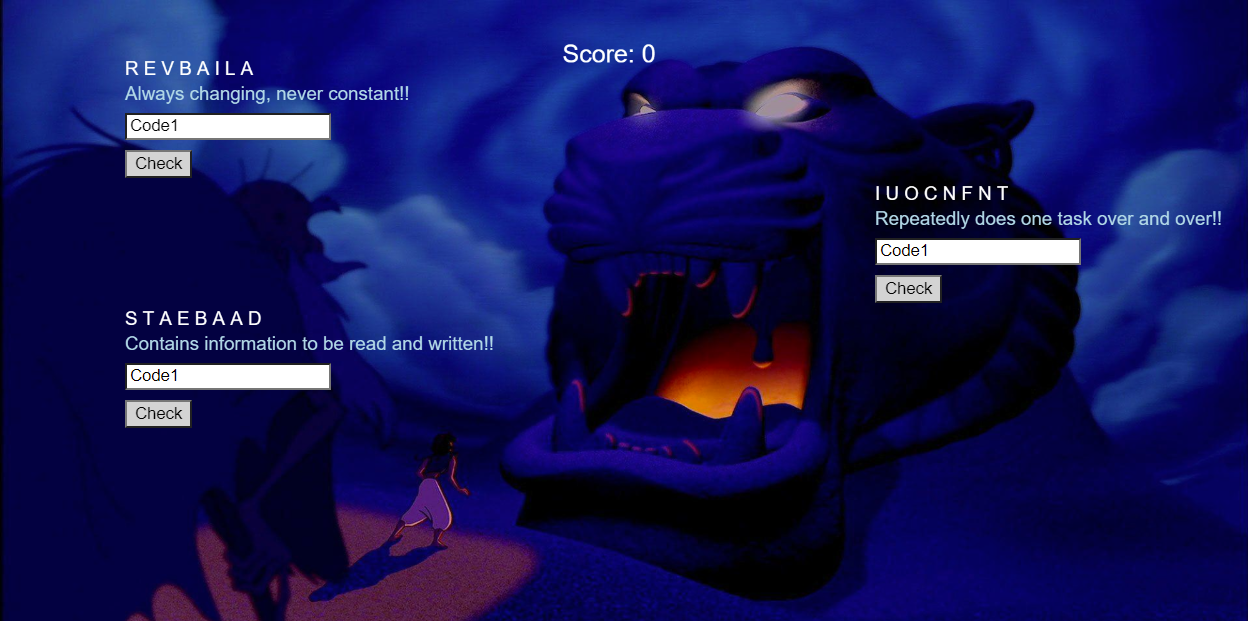 Score: 0
R E V B A I L A
Always changing, never constant!!
Code1
Check
I U O C N F N T
Repeatedly does one task over and over!!
Code1
Check
S T A E B A A D
Contains information to be read and written!!
Code1
Check